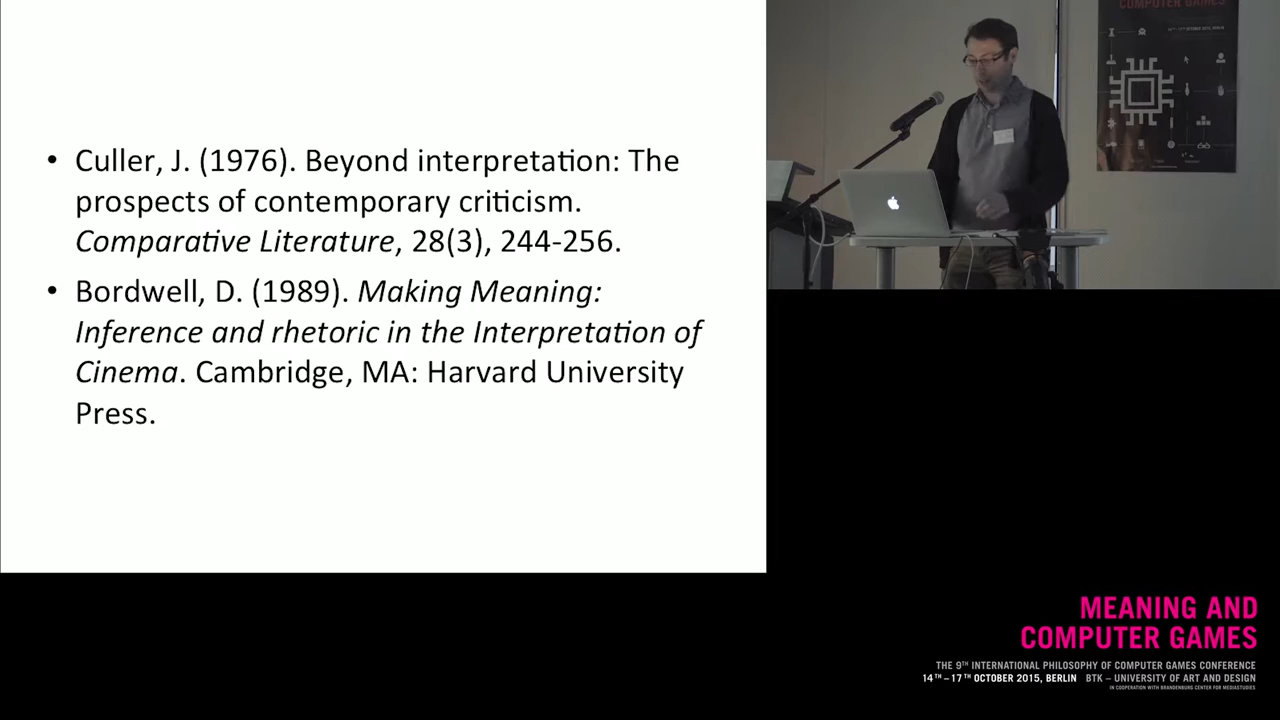 • Culler, J. (1976). Beyond interpretation: The
prospects of contemporary criticism.
Comparative Literature, 28(3), 244-256.
• Bordwell, D. (1989). Making Meaning:
Inference and rhetoric in the Interpretation of
Cinema. Cambridge, MA: Harvard University
Press.
COMPUTER GAMES
MEANING AND
COMPUTER GAMES
THE 9TH INTERNATIONAL PHILOSOPHY OF COMPUTER GAMES CONFERENCE
14TH – 17TH OCTOBER 2015, BERLIN BTK – UNIVERSITY OF ART AND DESIGN
IN COOPERATION WITH BRANDENBURG CENTER FOR MEDIASTUDIES